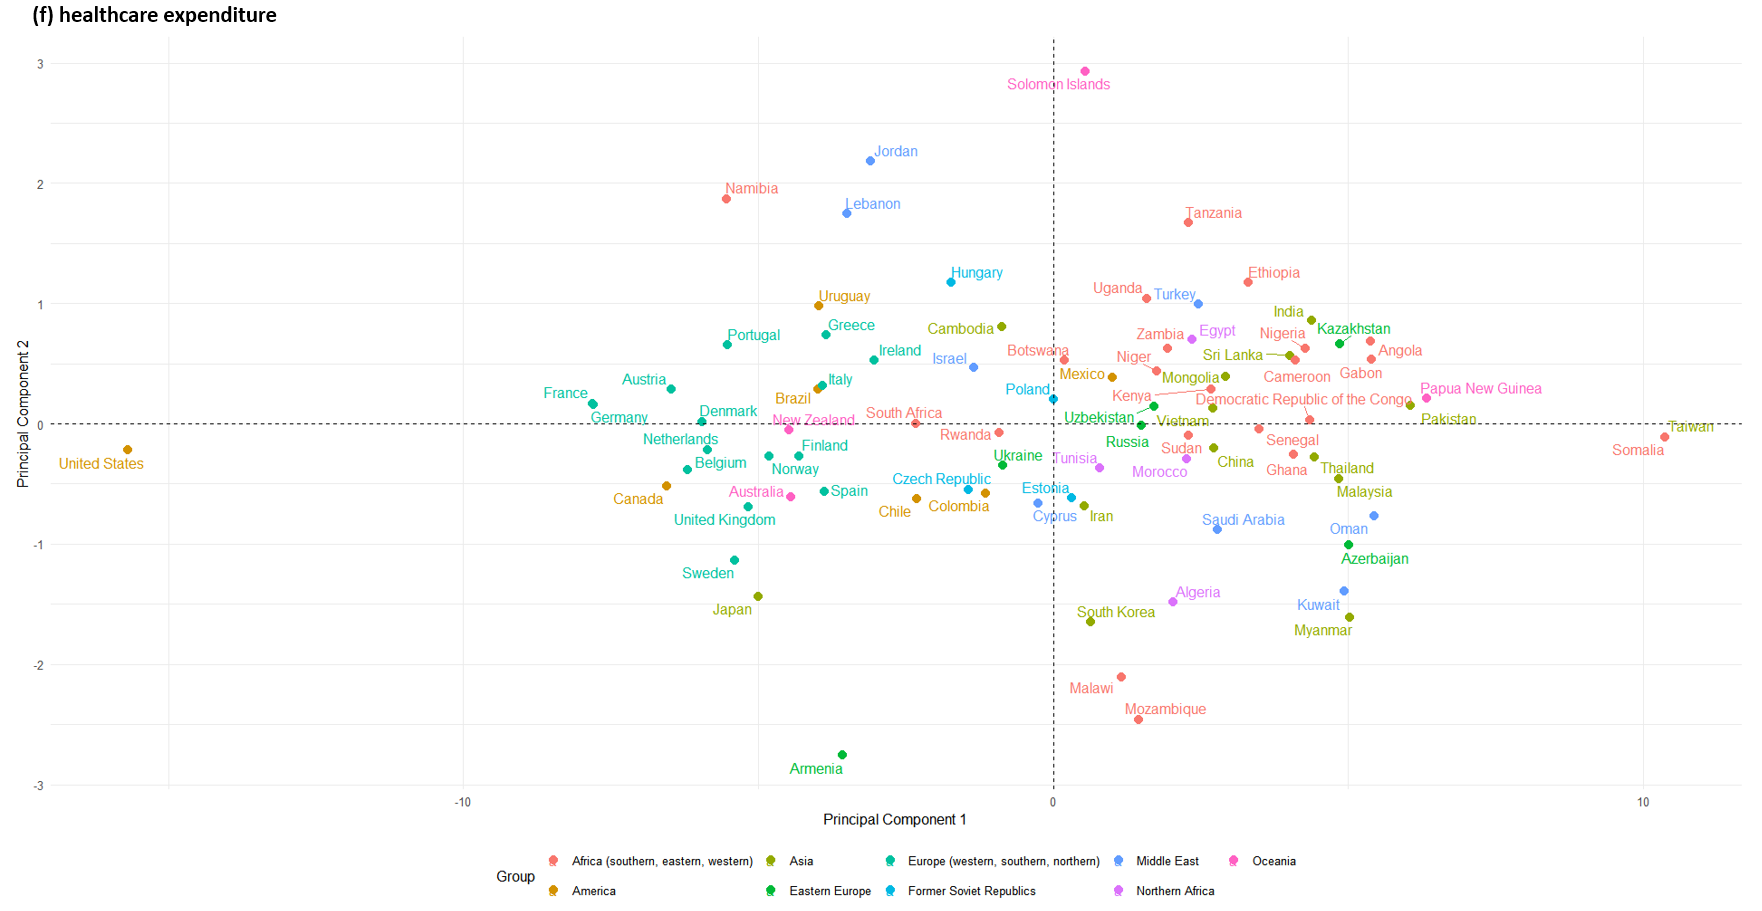 (f) healthcare expenditure
3
Solomon Islands
Jordan
2
Namibia
Lebanon
Tanzania
Hungary
Ethiopia
Uganda
Turkey
Uruguay
1
India
Greece
Cambodia
Kazakhstan
Portugal
Zambia
Egypt
Nigeria
Ireland
Botswana
Angola
Israel
Niger
Sri Lanka
Mexico
Mongolia
Cameroon
Gabon
Austria
Italy
France
Poland
Papua New Guinea
Brazil
Kenya
Democratic Republic of the Congo
Germany
Denmark
New Zealand
South Africa
Uzbekistan
Vietnam
Pakistan
0
Taiwan
Netherlands
Rwanda
Russia
Senegal
Finland
Sudan
Somalia
United States
Belgium
Norway
Ukraine
Tunisia
Morocco
China
Ghana
Thailand
Principal Component 2
Canada
Australia
Spain
Czech Republic
Estonia
Malaysia
Chile
Colombia
United Kingdom
Cyprus
Iran
Saudi Arabia
Oman
-1
Azerbaijan
Sweden
Japan
Algeria
Kuwait
South Korea
Myanmar
-2
Malawi
Mozambique
Armenia
-3
-10
0
10
Principal Component 1
Group
Africa (southern, eastern, western)
Asia
Europe (western, southern, northern)
Middle East
Oceania
America
Eastern Europe
Former Soviet Republics
Northern Africa